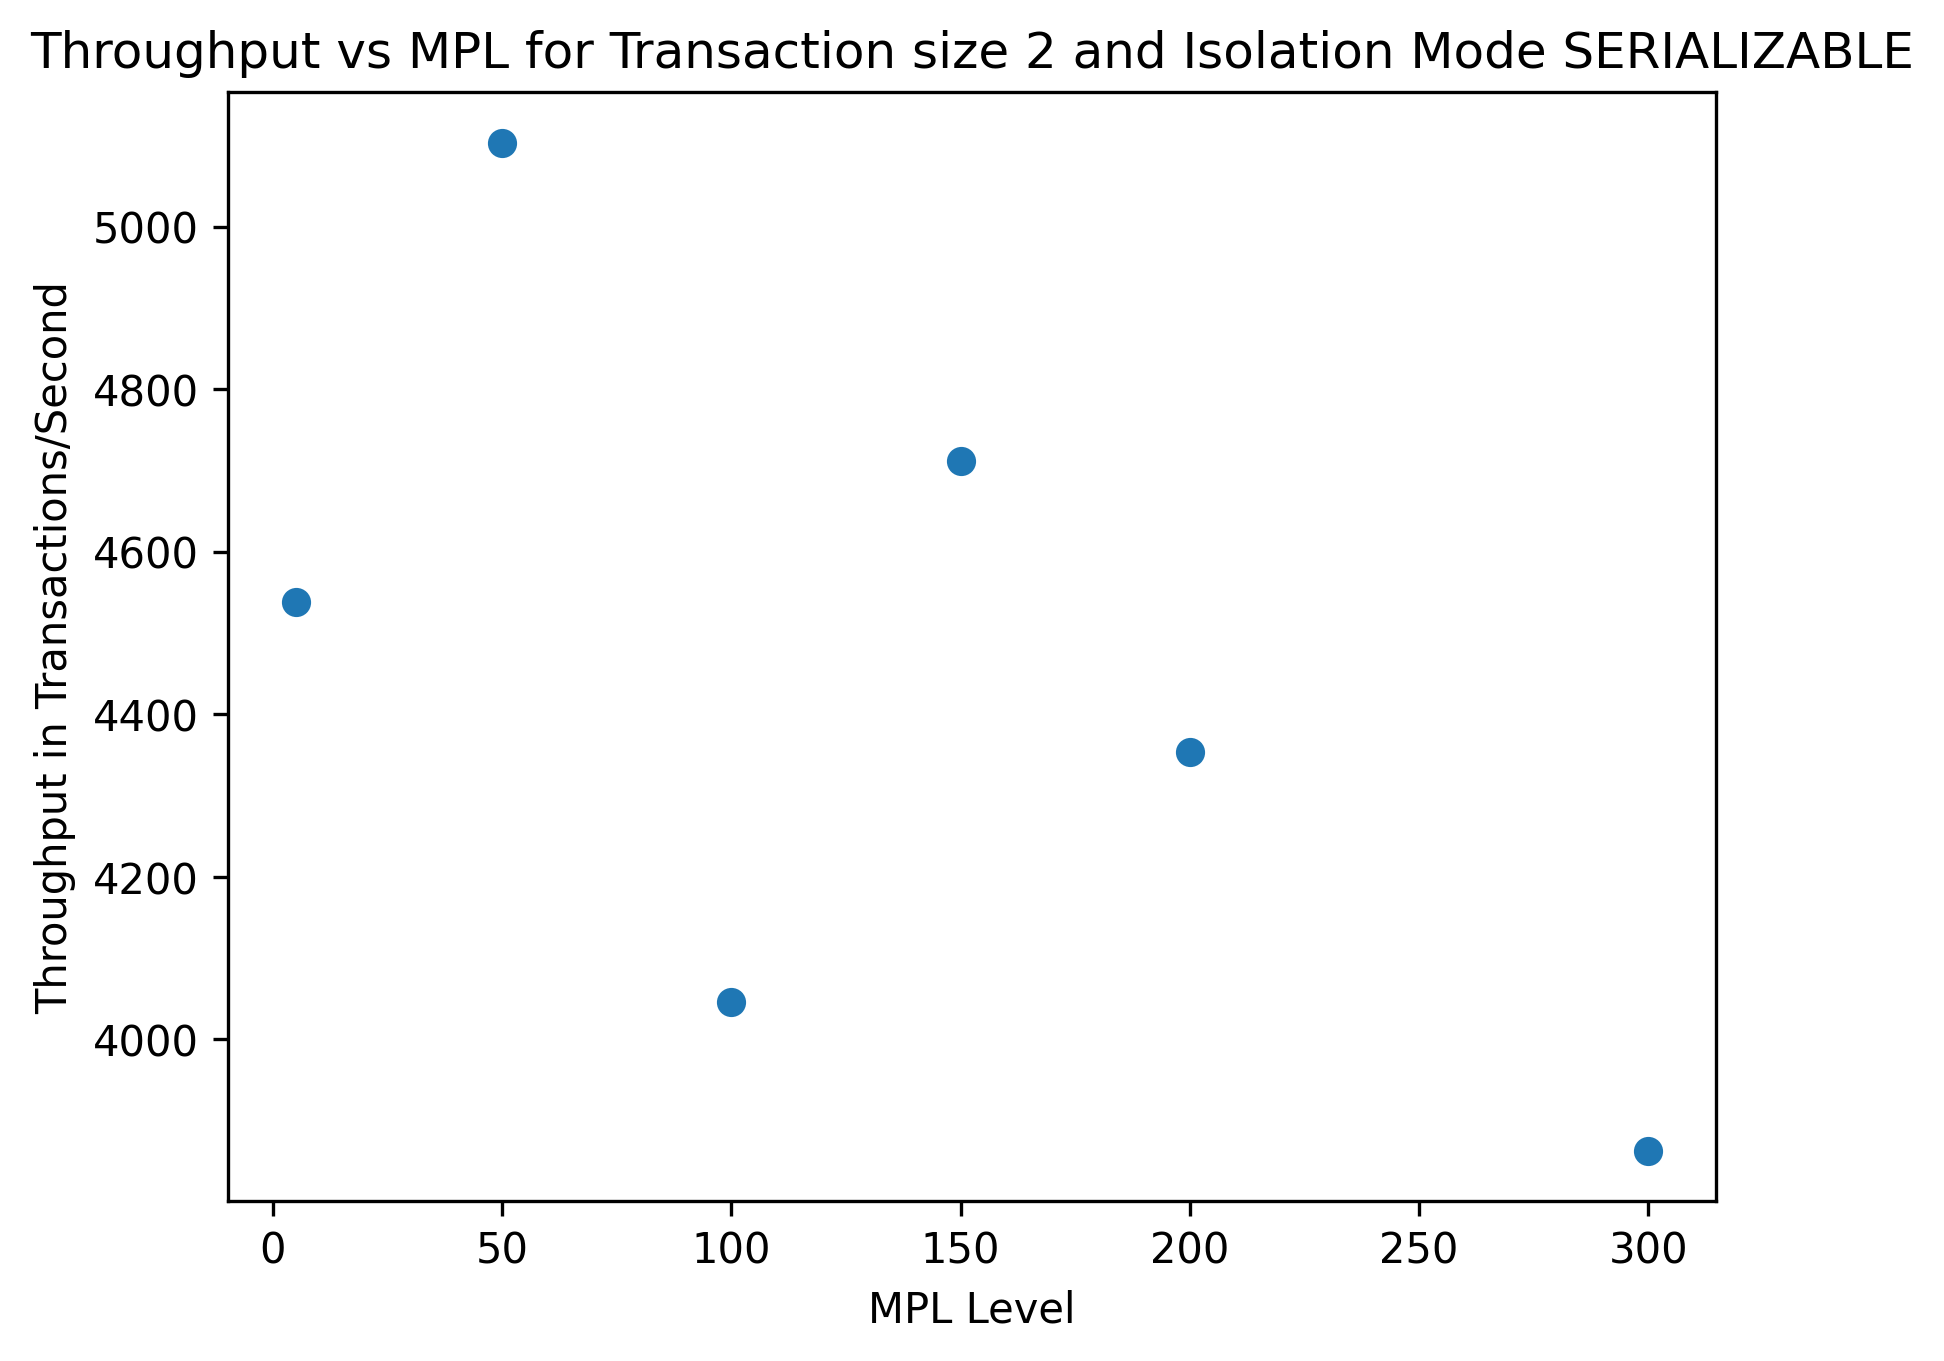 Throughput vs MPL for Transaction size 2 and Isolation Mode SERIALIZABLE
Throughput in Transactions/Second
5000
4800
4600
4400
4200
4000
0 50 100 150 200 250 300
MPL Level